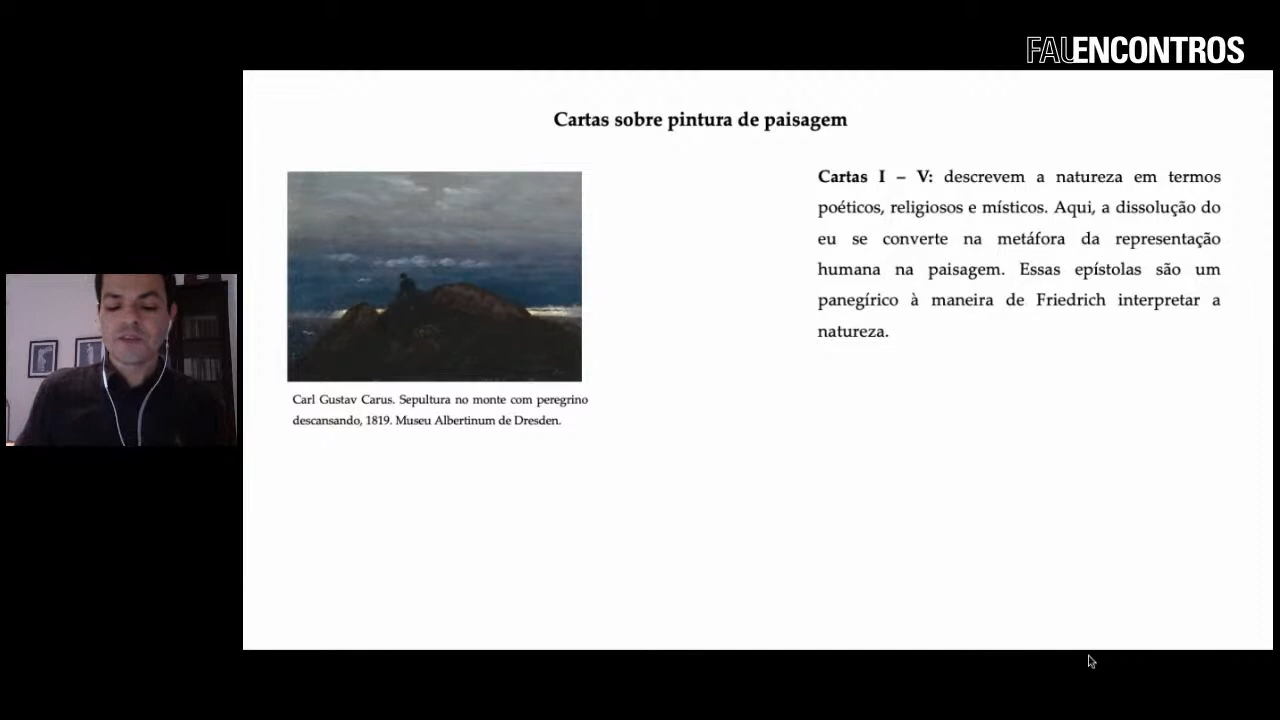 FALENCONTROS
Cartas sobre pintura de paisagem
Cartas I – V: descrevem a natureza em termos
poéticos, religiosos e místicos. Aqui, a dissolução do
eu se converte na metáfora da representação
humana na paisagem. Essas epístolas são um
panegírico à maneira de Friedrich interpretar a
natureza.
Carl Gustav Carus. Sepultura no monte com peregrino
descansando, 1819. Museu Albertinum de Dresden.